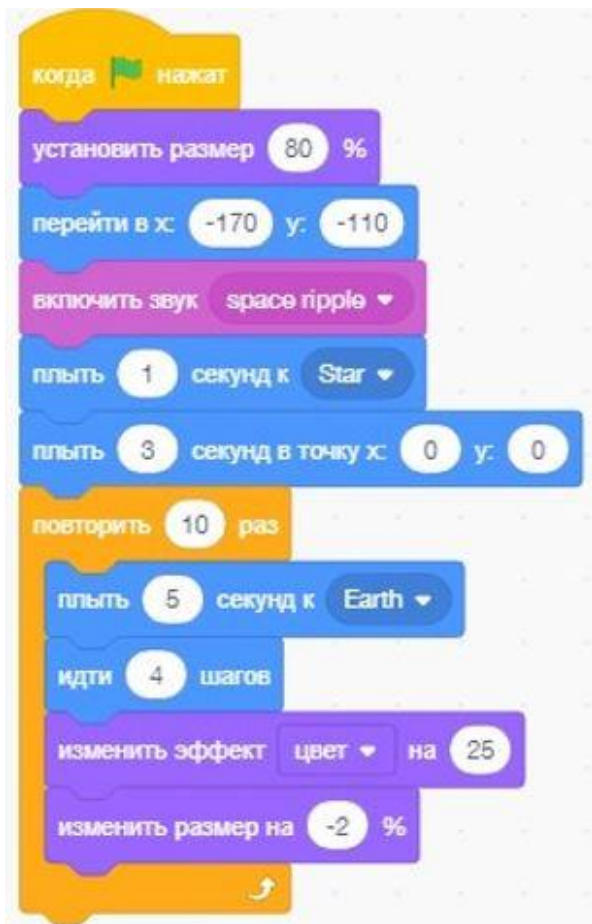 когда нажат
установить размер 80 %
перейти в x: -170 y: -110
включить звук space ripple
плыть 1 секунд к Star
плыть 3 секунд в точку x: 0 y: 0
повторить 10 раз
плыть 5 секунд к Earth
идти 4 шагов
изменить эффект цвет на 25
изменить размер на -2 %